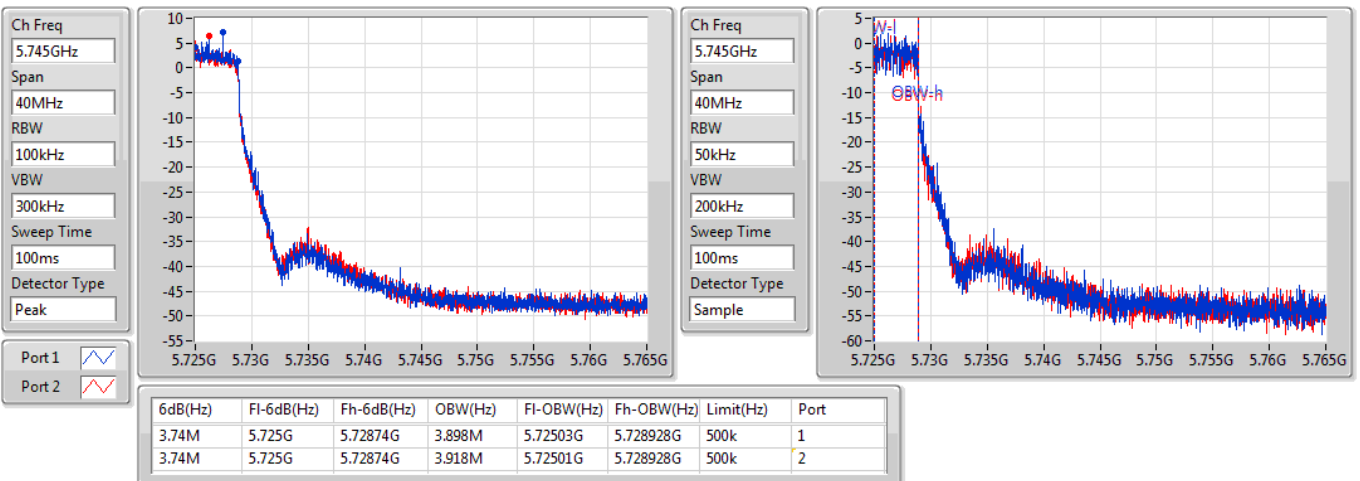 Ch Freq
5.745GHz
Span
40MHz
RBW
100kHz
VBW
300kHz
Sweep Time
100ms
Detector Type
Peak
Port 1
Port 2
10
5
0
-5
-10
-15
-20
-25
-30
-35
-40
-45
-50
-55
5.725G 5.73G 5.735G 5.74G 5.745G 5.75G 5.755G 5.76G 5.765G
Ch Freq
5.745GHz
Span
40MHz
RBW
50kHz
VBW
200kHz
Sweep Time
100ms
Detector Type
Sample
5
0
-5
-10
-15
-20
-25
-30
-35
-40
-45
-50
-55
-60
OBW-h
5.725G 5.73G 5.735G 5.74G 5.745G 5.75G 5.755G 5.76G 5.765G
6dB(Hz) Fl-6dB(Hz) Fh-6dB(Hz) OBW(Hz) Fl-OBW(Hz) Fh-OBW(Hz) Limit(Hz) Port
3.74M 5.725G 5.72874G 3.898M 5.72503G 5.728928G 500k 1
3.74M 5.725G 5.72874G 3.918M 5.72501G 5.728928G 500k 2